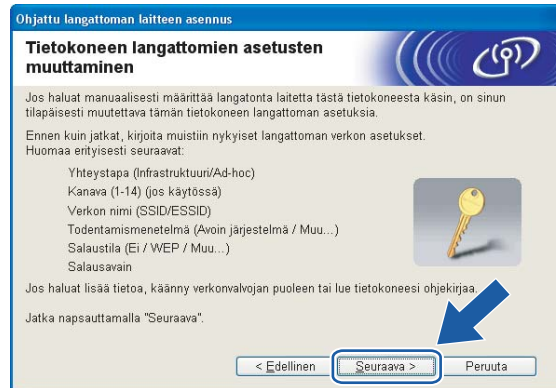 Ohjattu langattoman laitteen asennus
Tietokoneen langattomien asetusten
muuttaminen
Jos haluat manuaalisesti määrittää langatonta laitetta tästä tietokoneesta käsin, on sinun
tilapäisesti muutettava tämän tietokoneen langattoman asetuksia.
Ennen kuin jatkat, kirjoita muistiin nykyiset langattoman verkon asetukset.
Huomaa erityisesti seuraavat:
Yhteystapa (Infrastruktuuri/Ad-hoc)
Kanava (1-14) (jos käytössä)
Verkon nimi (SSID/ESSID)
Todentamismenetelmä (Avoin järjestelmä / Muu...)
Salaustila (Ei / WEP / Muu...)
Salausavain
Jos haluat lisää tietoa, käänny verkonvalvojan puoleen tai lue tietokoneesi ohjekirjaa.
Jatka napsauttamalla "Seuraava".
< Edellinen Seuraava > Peruuta